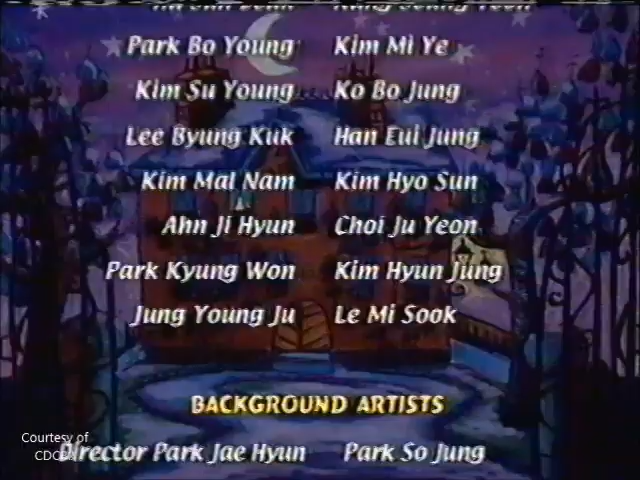 Park Bo Young Kim Mi Ye
Kim Su Young Ko Bo Jung
Lee Byung Kuk Han Eui Jung
Kim Mal Nam Kim Hyo Sun
Ahn Ji Hyun Choi Ju Yeon
Park Kyung Won Kim Hyun Jung
Jung Young Ju Le Mi Sook
BACKGROUND ARTISTS
Director Park Jae Hyun Park So Jung
Courtesy of